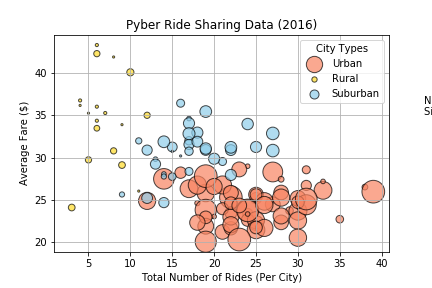 Pyber Ride Sharing Data (2016)
City Types
Urban
Rural
Suburban
N
Si
Average Fare ($)
40
35
30
25
20
5 10 15 20 25 30 35 40
Total Number of Rides (Per City)